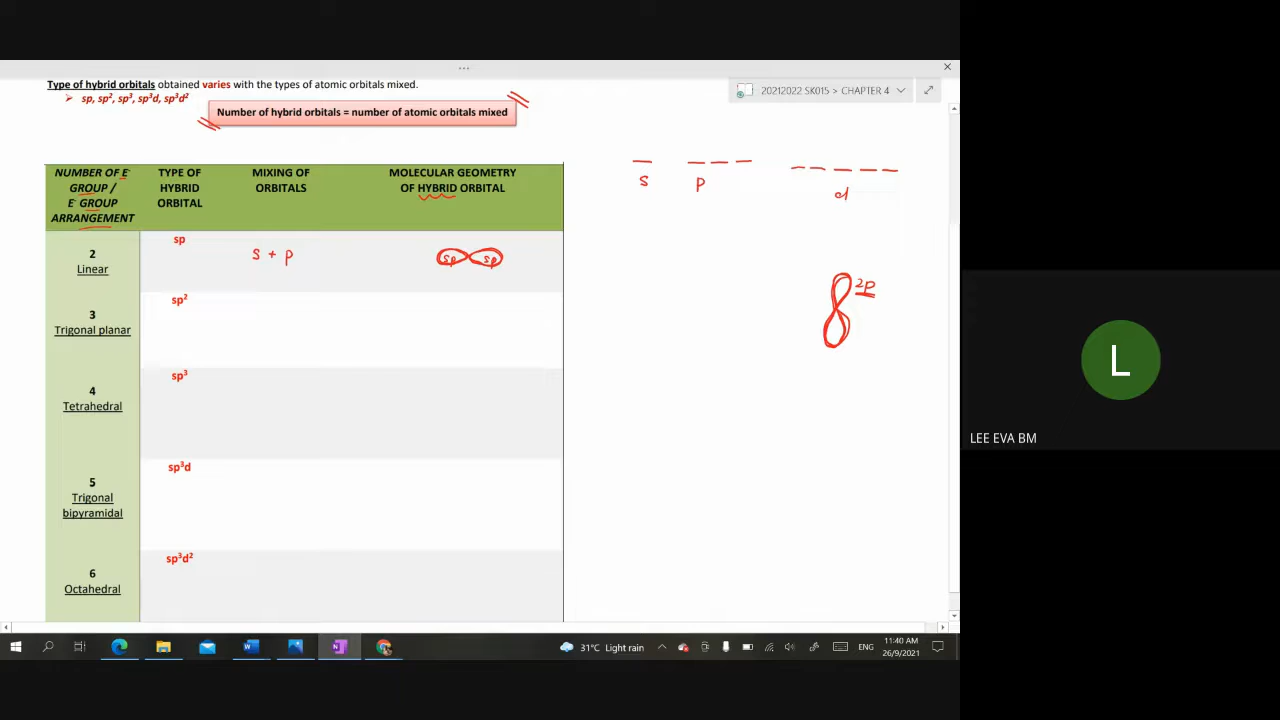 Type of hybrid orbitals obtained varies with the types of atomic orbitals mixed.
➢ sp, sp², sp³, sp³d, sp³d²
Number of hybrid orbitals = number of atomic orbitals mixed
20212022 SK015 > CHAPTER 4
NUMBER OF E⁻ GROUP / E⁻ GROUP ARRANGEMENT
TYPE OF HYBRID ORBITAL
MIXING OF ORBITALS
MOLECULAR GEOMETRY OF HYBRID ORBITAL
s p d
2
Linear
sp
s + p
sp sp
2p
3
Trigonal planar
sp²
4
Tetrahedral
sp³
5
Trigonal
bipyramidal
sp³d
6
Octahedral
sp³d²
L
LEE EVA BM
31°C Light rain
ENG
11:40 AM
26/9/2021